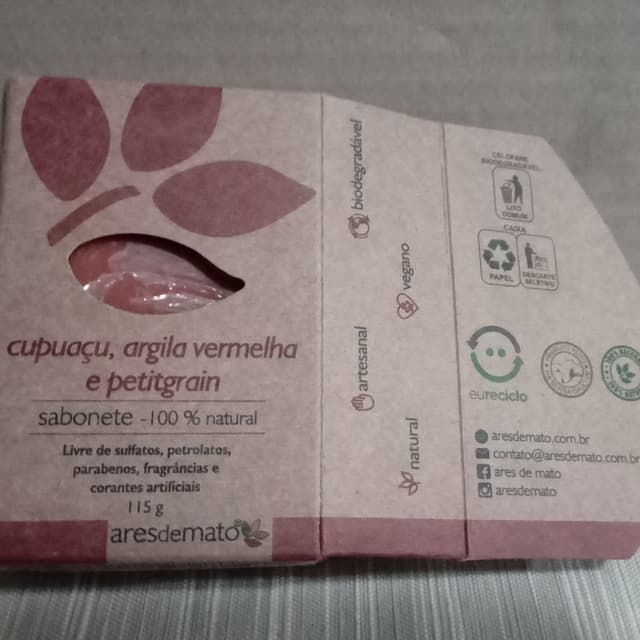 cupuaçu, argila vermelha
e petitgrain
sabonete -100 % natural
Livre de sulfatos, petrolatos,
parabenos, fragrâncias e
corantes artificiais
115 g
aresdemato
biodegradável
vegano
artesanal
natural
CELOFANE
BIODEGRADÁVEL
LIXO
COMUM
CAIXA
PAPEL
DESCARTE
SELETIVO
eureciclo
aresdemato.com.br
contato@aresdemato.com.br
ares de mato
aresdemato